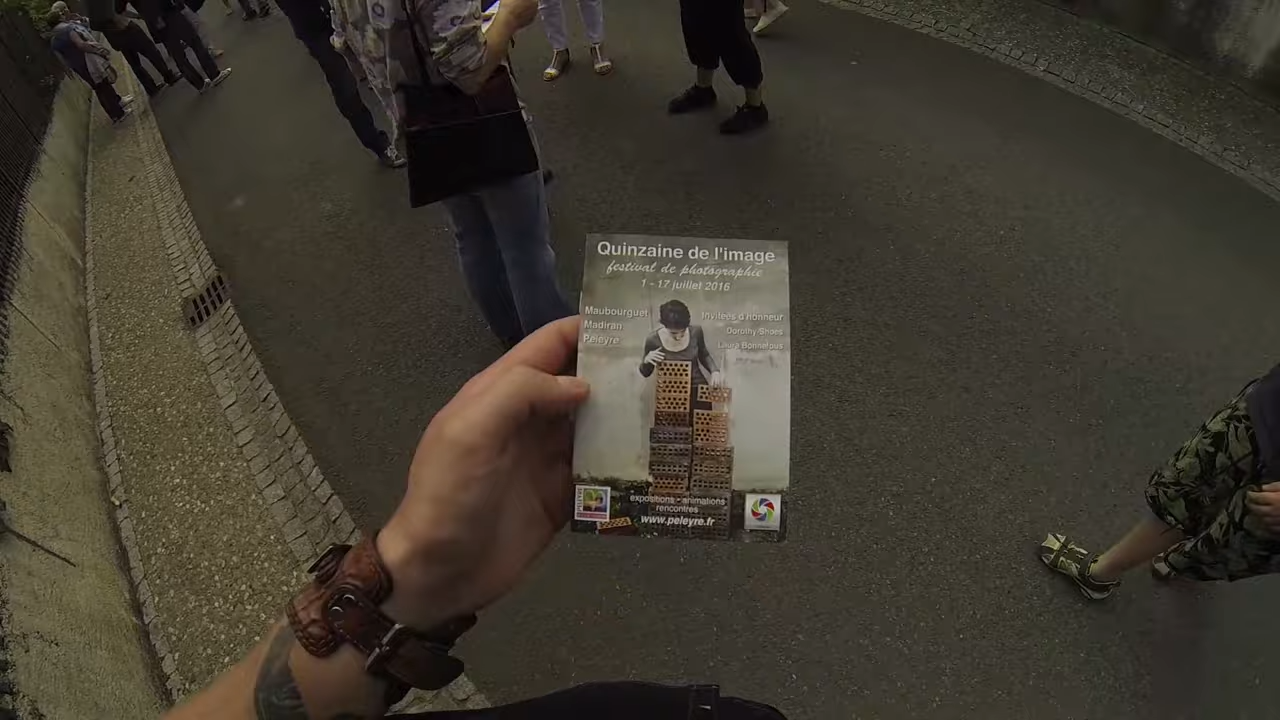 Quinzaine de l'image
festival de photographie
1 - 17 juillet 2016
Maubourguet
Madiran
Peleyre
Invitées d'honneur
Dorothy-Shoes
Laura Bonnefous
expositions • animations
rencontres
www.peleyre.fr